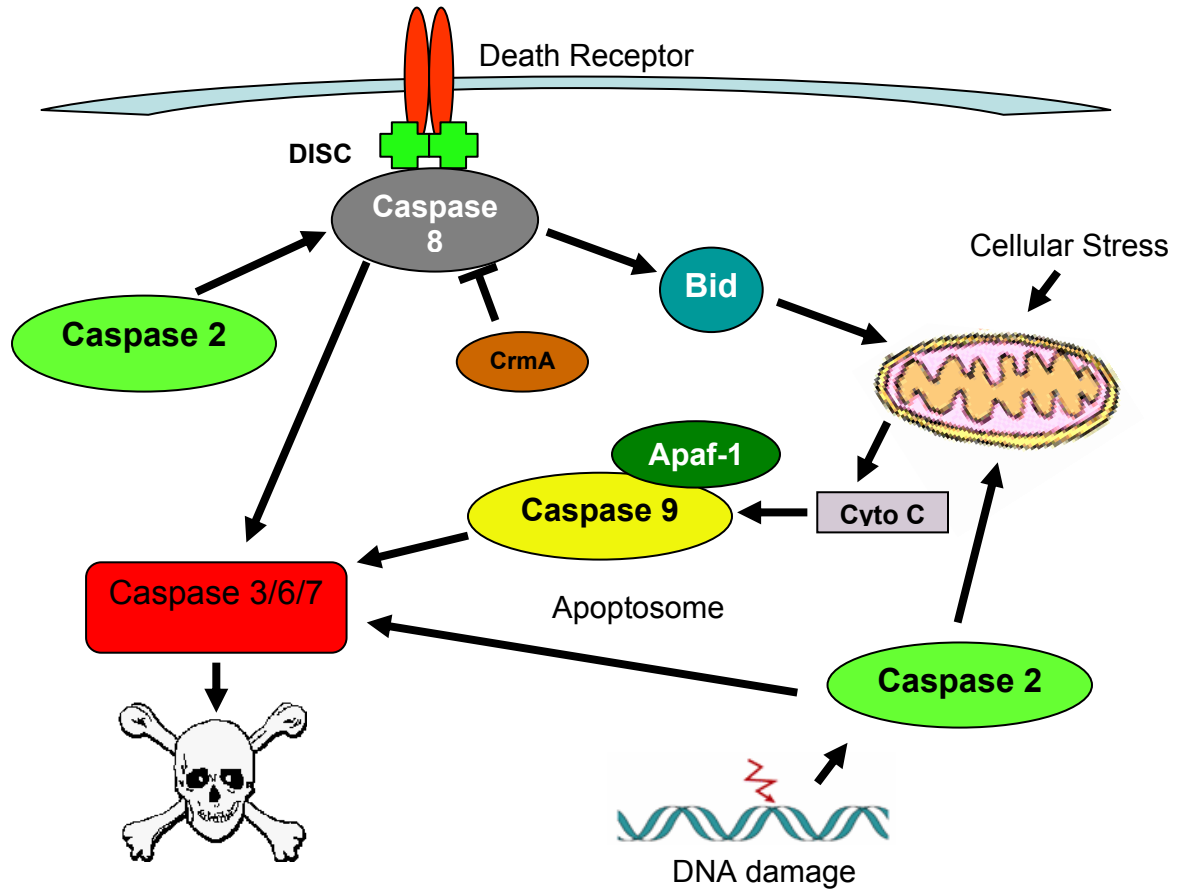 Death Receptor
DISC
Caspase
8
Cellular Stress
Bid
Caspase 2
CrmA
Apaf-1
Caspase 9
Cyto C
Caspase 3/6/7
Apoptosome
Caspase 2
DNA damage